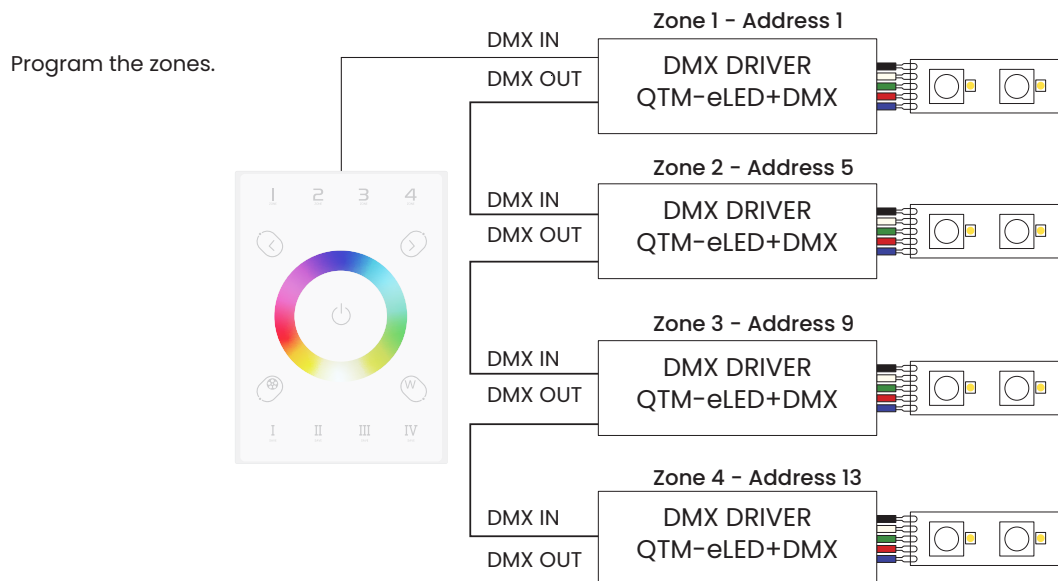 Program the zones.
Zone 1 - Address 1
DMX IN
DMX OUT
DMX DRIVER
QTM-eLED+DMX
Zone 2 - Address 5
DMX IN
DMX OUT
DMX DRIVER
QTM-eLED+DMX
Zone 3 - Address 9
DMX IN
DMX OUT
DMX DRIVER
QTM-eLED+DMX
Zone 4 - Address 13
DMX IN
DMX OUT
DMX DRIVER
QTM-eLED+DMX
1 2 3 4
W
I II III IV